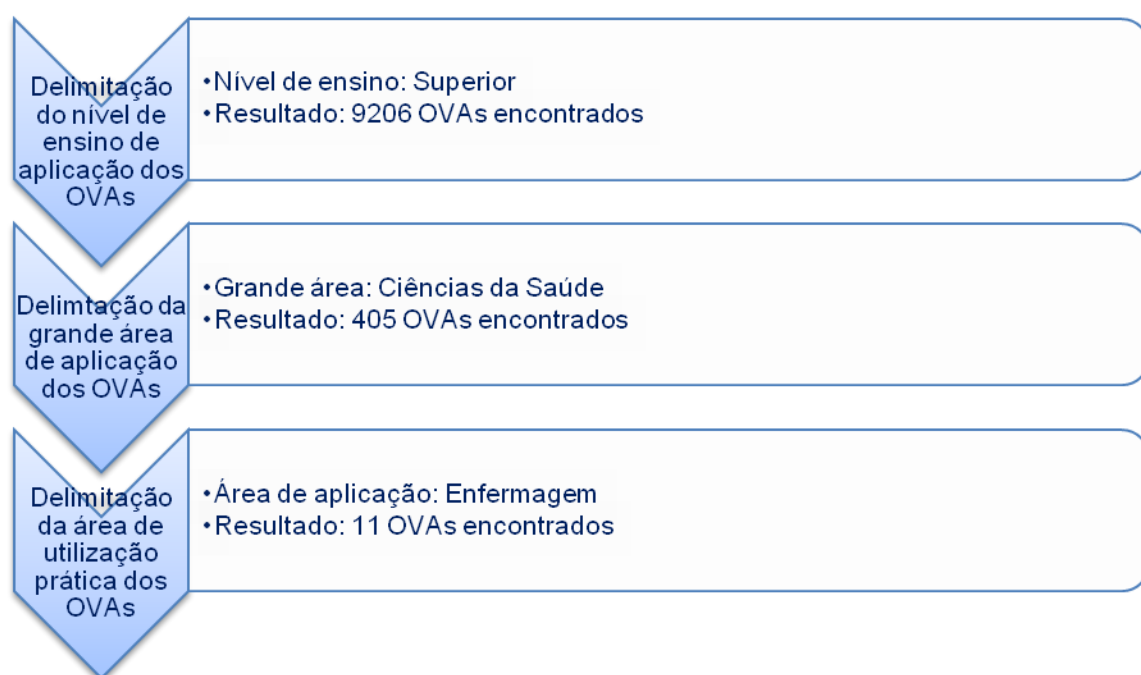 Delimitação
do nível de
ensino de
aplicação dos
OVAs
•Nível de ensino: Superior
•Resultado: 9206 OVAs encontrados
Delimtação da
grande área
de aplicação
dos OVAs
•Grande área: Ciências da Saúde
•Resultado: 405 OVAs encontrados
Delimitação
da área de
utilização
prática dos
OVAs
•Área de aplicação: Enfermagem
•Resultado: 11 OVAs encontrados